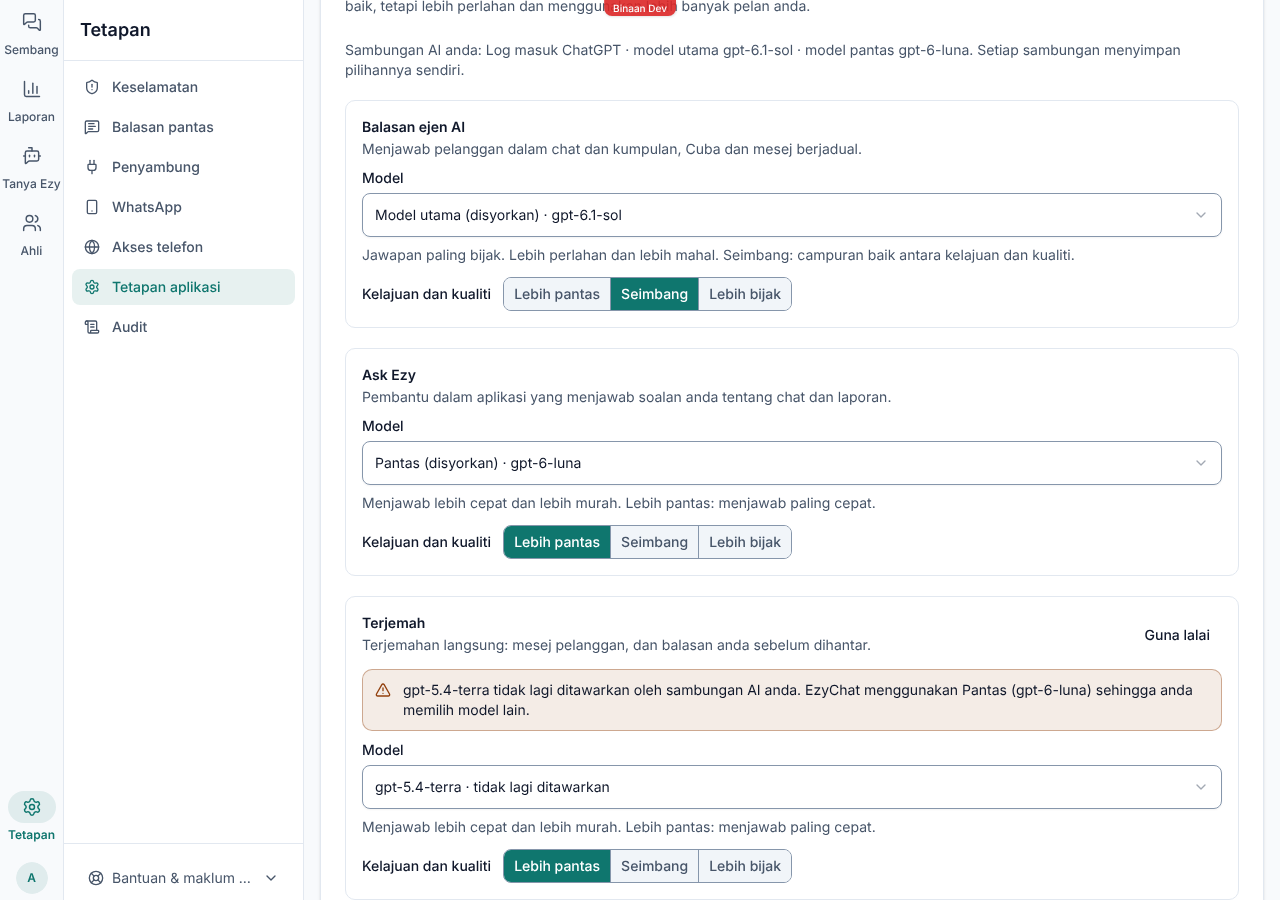 Sembang
Laporan
Tanya Ezy
Ahli
Tetapan
A
Tetapan
Keselamatan
Balasan pantas
Penyambung
WhatsApp
Akses telefon
Tetapan aplikasi
Audit
Bantuan & maklum ...
Binaan Dev
baik, tetapi lebih perlahan dan banyak pelan anda.
Sambungan AI anda: Log masuk ChatGPT · model utama gpt-6.1-sol · model pantas gpt-6-luna. Setiap sambungan menyimpan
pilihannya sendiri.
Balasan ejen AI
Menjawab pelanggan dalam chat dan kumpulan, Cuba dan mesej berjadual.
Model
Model utama (disyorkan) · gpt-6.1-sol
Jawapan paling bijak. Lebih perlahan dan lebih mahal. Seimbang: campuran baik antara kelajuan dan kualiti.
Kelajuan dan kualiti Lebih pantas Seimbang Lebih bijak
Ask Ezy
Pembantu dalam aplikasi yang menjawab soalan anda tentang chat dan laporan.
Model
Pantas (disyorkan) · gpt-6-luna
Menjawab lebih cepat dan lebih murah. Lebih pantas: menjawab paling cepat.
Kelajuan dan kualiti Lebih pantas Seimbang Lebih bijak
Terjemah
Terjemahan langsung: mesej pelanggan, dan balasan anda sebelum dihantar.
Guna lalai
gpt-5.4-terra tidak lagi ditawarkan oleh sambungan AI anda. EzyChat menggunakan Pantas (gpt-6-luna) sehingga anda
memilih model lain.
Model
gpt-5.4-terra · tidak lagi ditawarkan
Menjawab lebih cepat dan lebih murah. Lebih pantas: menjawab paling cepat.
Kelajuan dan kualiti Lebih pantas Seimbang Lebih bijak